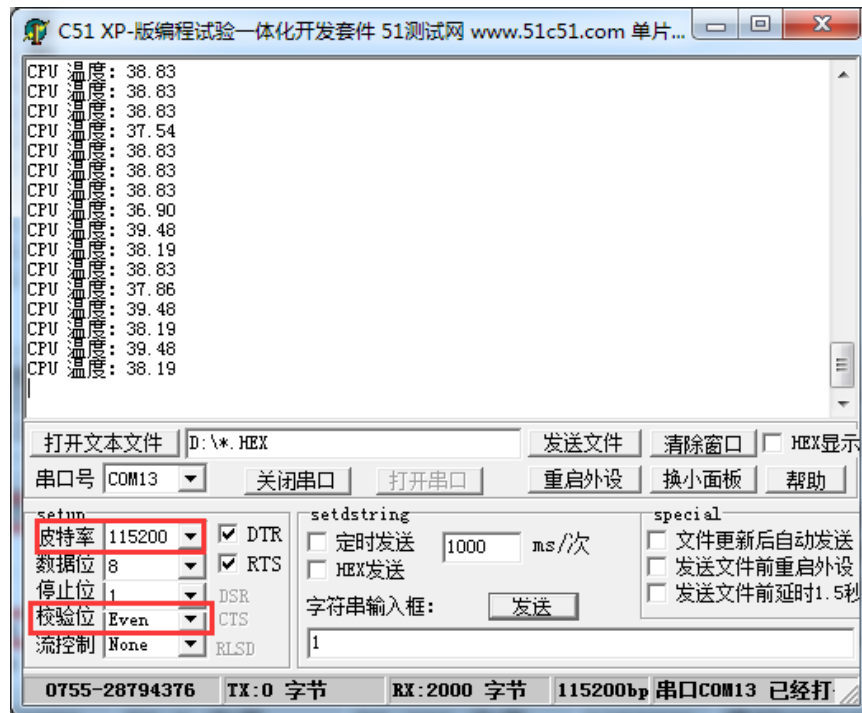 C51 XP-版编程试验一体化开发套件 51测试网 www.51c51.com 单片...
CPU 温度: 38.83
CPU 温度: 38.83
CPU 温度: 38.83
CPU 温度: 37.54
CPU 温度: 38.83
CPU 温度: 38.83
CPU 温度: 38.83
CPU 温度: 36.90
CPU 温度: 39.48
CPU 温度: 38.19
CPU 温度: 38.83
CPU 温度: 37.86
CPU 温度: 39.48
CPU 温度: 38.19
CPU 温度: 39.48
CPU 温度: 38.19
打开文本文件 D:\*.HEX 发送文件 清除窗口 HEX显示
串口号 COM13 关闭串口 打开串口 重启外设 换小面板 帮助
setup setdstring special
波特率 115200 DTR 定时发送 1000 ms/次 文件更新后自动发送
数据位 8 RTS HEX发送 发送文件前重启外设
停止位 1 DSR 发送文件前延时1.5秒
校验位 Even CTS 字符串输入框: 发送
流控制 None RLSD 1
0755-28794376 TX:0 字节 RX:2000 字节 115200bp 串口COM13 已经打